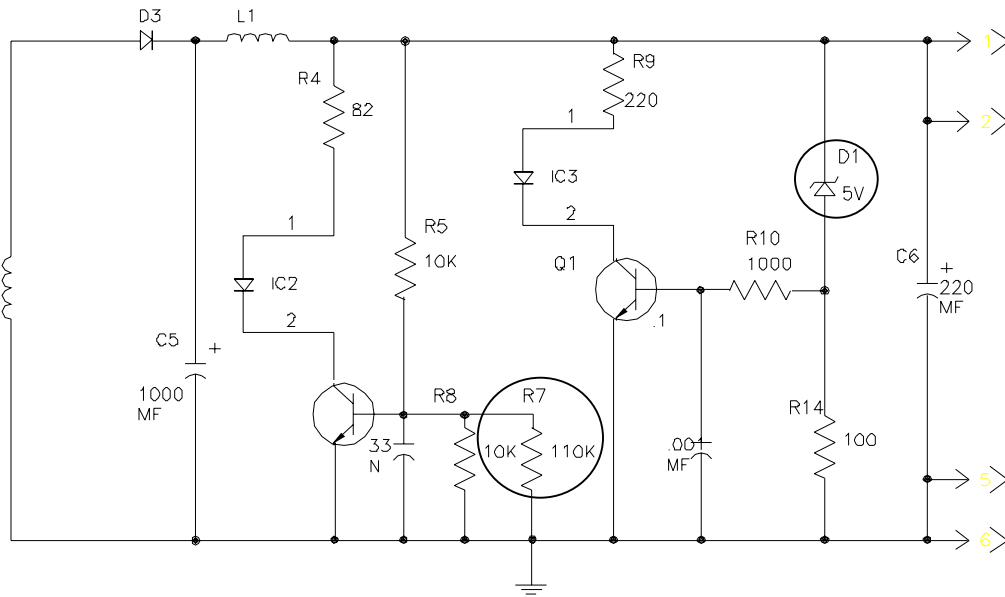 D3
L1
R4
82
1
IC2
2
R5
10K
C5
+
1000
MF
33
N
R8
10K
R7
110K
R9
220
1
IC3
2
Q1
.1
R10
1000
.001
MF
D1
5V
R14
100
C6
+
220
MF
1
2
5
6